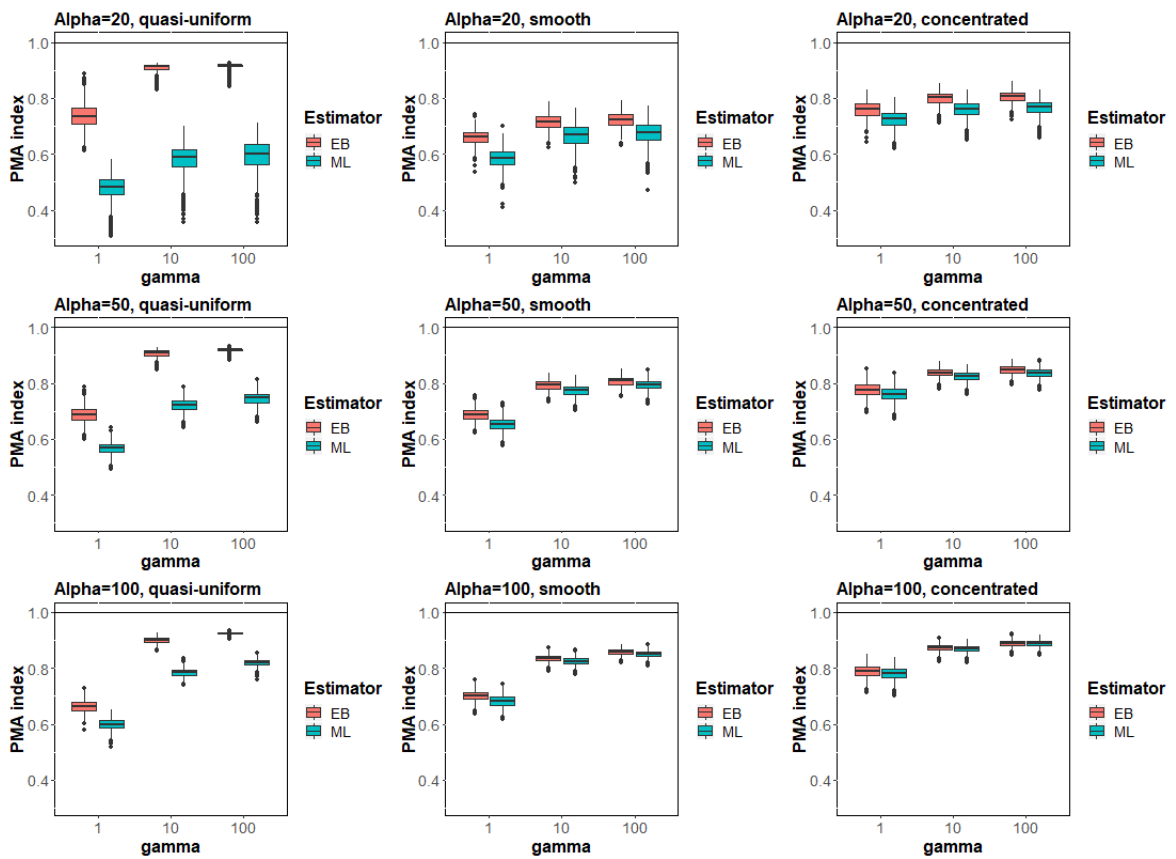 Alpha=20, quasi-uniform
PMA index
1.0
0.8
0.6
0.4
1 10 100
gamma
Estimator
EB
ML
Alpha=20, smooth
PMA index
1.0
0.8
0.6
0.4
1 10 100
gamma
Estimator
EB
ML
Alpha=20, concentrated
PMA index
1.0
0.8
0.6
0.4
1 10 100
gamma
Estimator
EB
ML
Alpha=50, quasi-uniform
PMA index
1.0
0.8
0.6
0.4
1 10 100
gamma
Estimator
EB
ML
Alpha=50, smooth
PMA index
1.0
0.8
0.6
0.4
1 10 100
gamma
Estimator
EB
ML
Alpha=50, concentrated
PMA index
1.0
0.8
0.6
0.4
1 10 100
gamma
Estimator
EB
ML
Alpha=100, quasi-uniform
PMA index
1.0
0.8
0.6
0.4
1 10 100
gamma
Estimator
EB
ML
Alpha=100, smooth
PMA index
1.0
0.8
0.6
0.4
1 10 100
gamma
Estimator
EB
ML
Alpha=100, concentrated
PMA index
1.0
0.8
0.6
0.4
1 10 100
gamma
Estimator
EB
ML